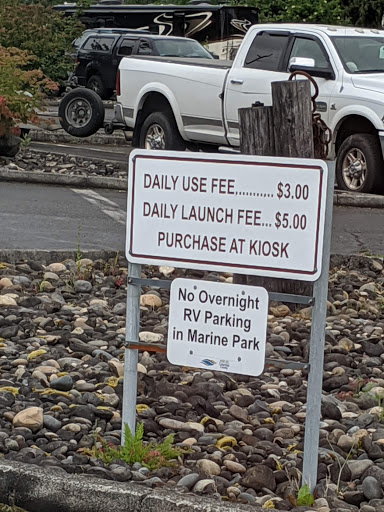 DAILY USE FEE........... $3.00
DAILY LAUNCH FEE... $5.00
PURCHASE AT KIOSK
No Overnight
RV Parking
in Marine Park